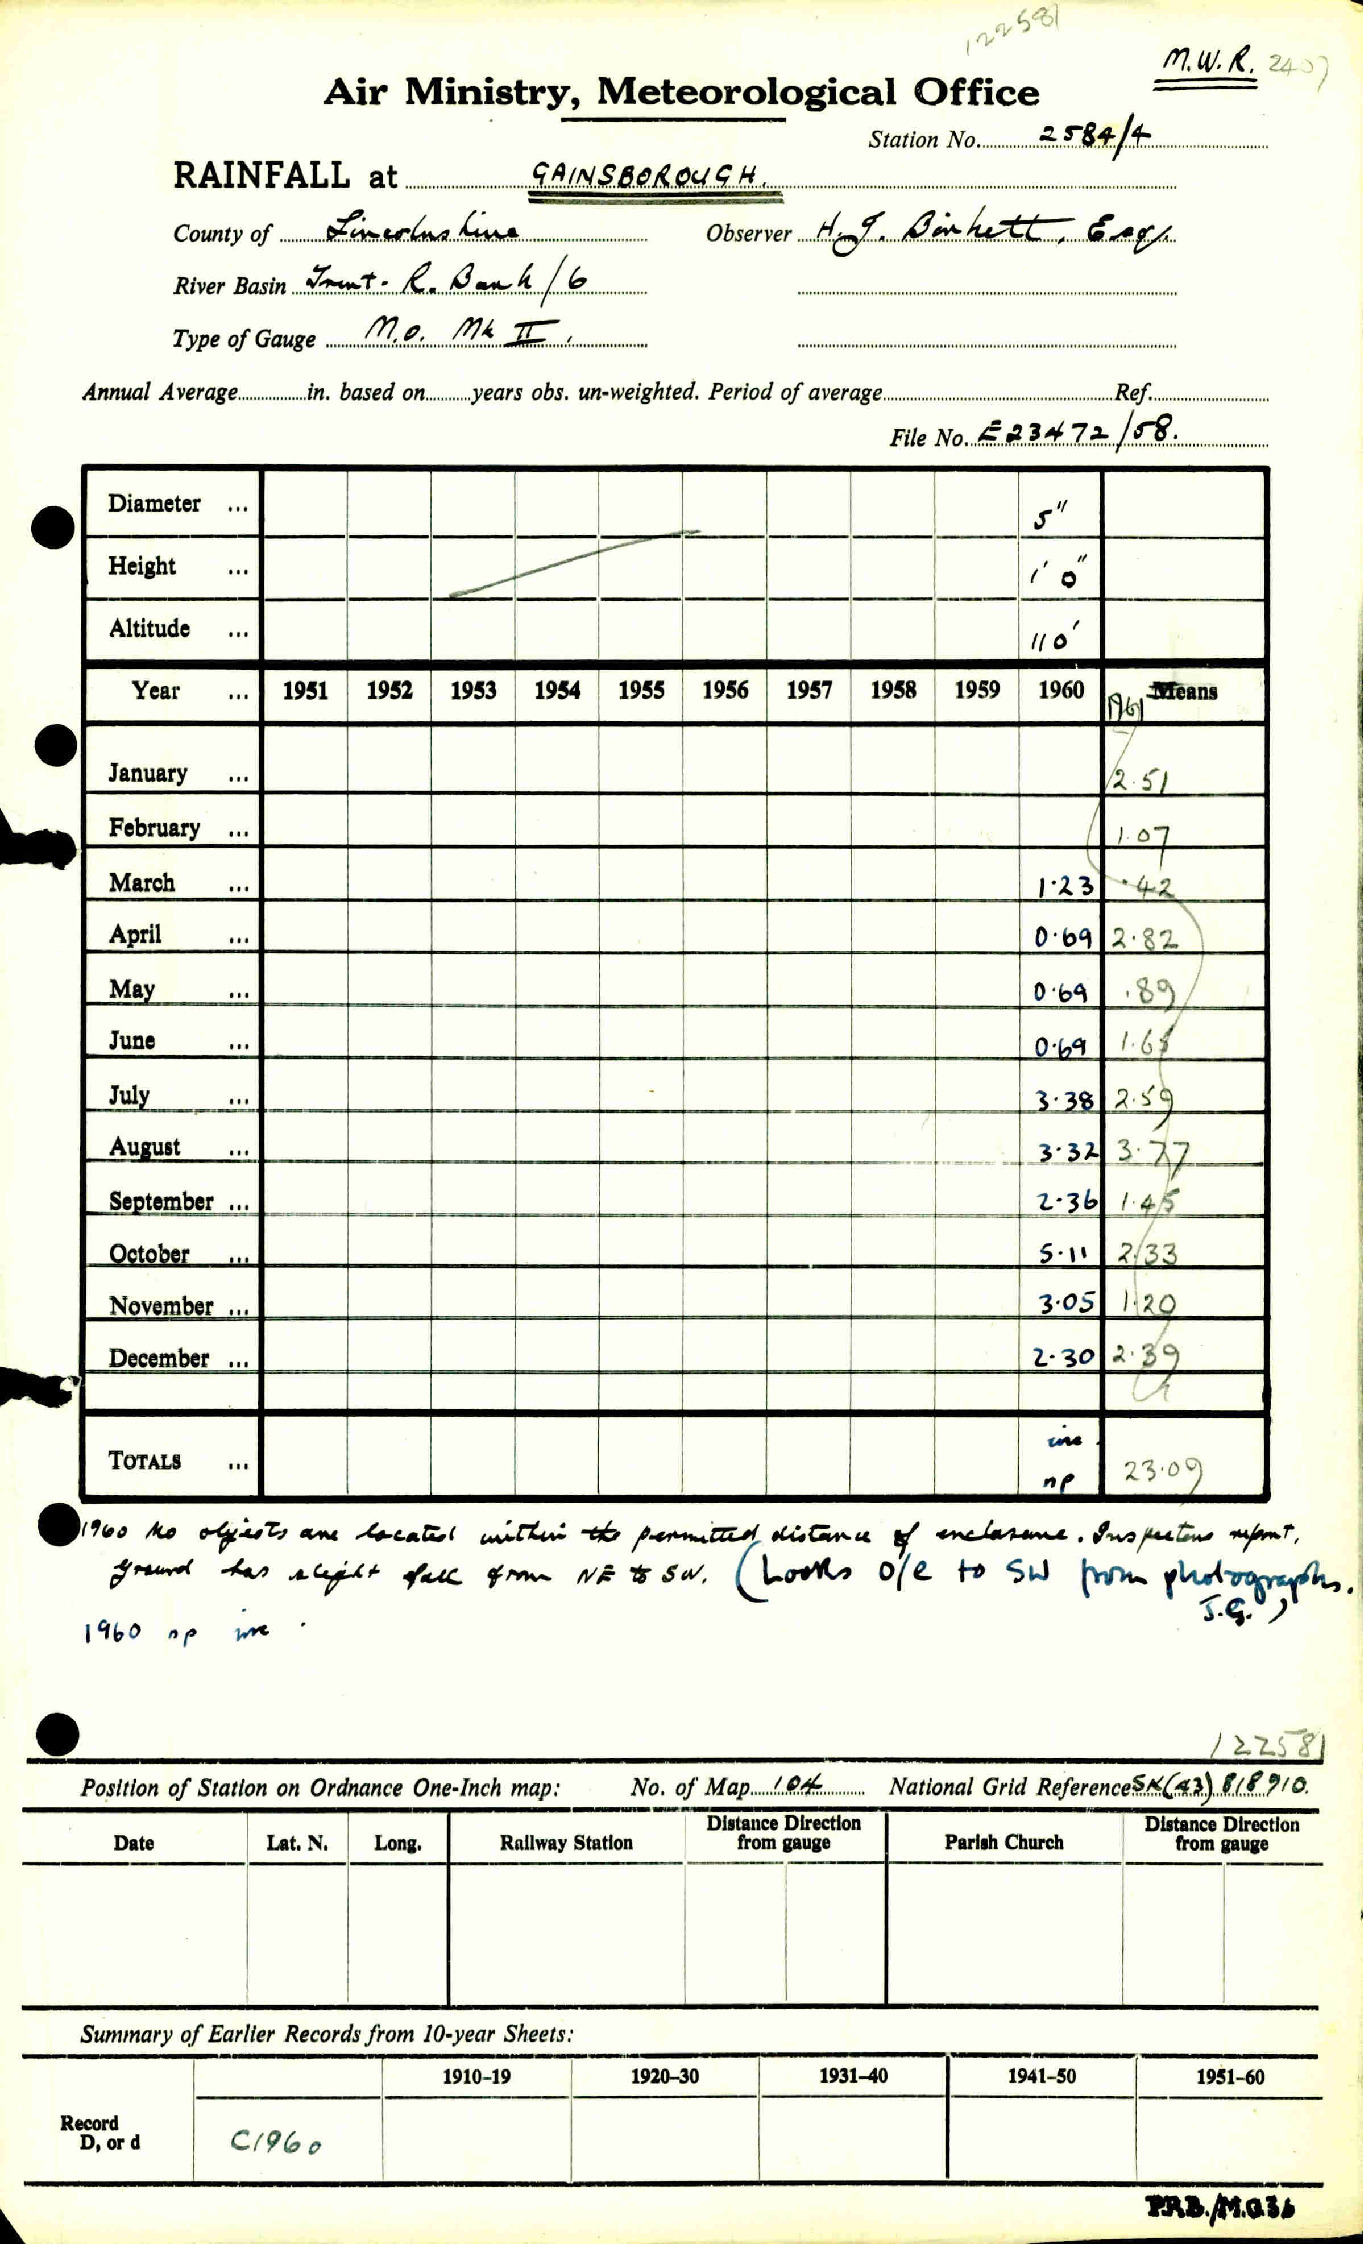 122581
M.W.R. 2407
Air Ministry, Meteorological Office
Station No. 2584/4
RAINFALL at GAINSBOROUGH.
County of Lincolnshire Observer H. J. Birkett, Esq.
River Basin Trent - R. Bank/6
Type of Gauge M.O. Mk II.
Annual Average in. based on years obs. un-weighted. Period of average Ref.
File No. E23472/58.
Diameter ... 5"
Height ... 1' 0"
Altitude ... 110'
Year ... 1951 1952 1953 1954 1955 1956 1957 1958 1959 1960 1961 Means
January ... 2.51
February ... 1.07
March ... 1.23 .42
April ... 0.69 2.82
May ... 0.69 .89
June ... 0.69 1.65
July ... 3.38 2.59
August ... 3.32 3.77
September ... 2.36 1.45
October ... 5.11 2.33
November ... 3.05 1.20
December ... 2.30 2.39
TOTALS ... inc np 23.09
1960 No objects are located within the permitted distance of enclosure. Inspectors report.
Ground has slight fall from NE to SW. (Looks o/e to SW from photographs.
J.G.)
1960 np inc
122581
Position of Station on Ordnance One-Inch map: No. of Map 104 National Grid Reference SK(43) 818910.
Date Lat. N. Long. Railway Station Distance Direction from gauge Parish Church Distance Direction from gauge
Summary of Earlier Records from 10-year Sheets:
1910-19 1920-30 1931-40 1941-50 1951-60
Record
D, or d C1960
P.R.B./M.O.36